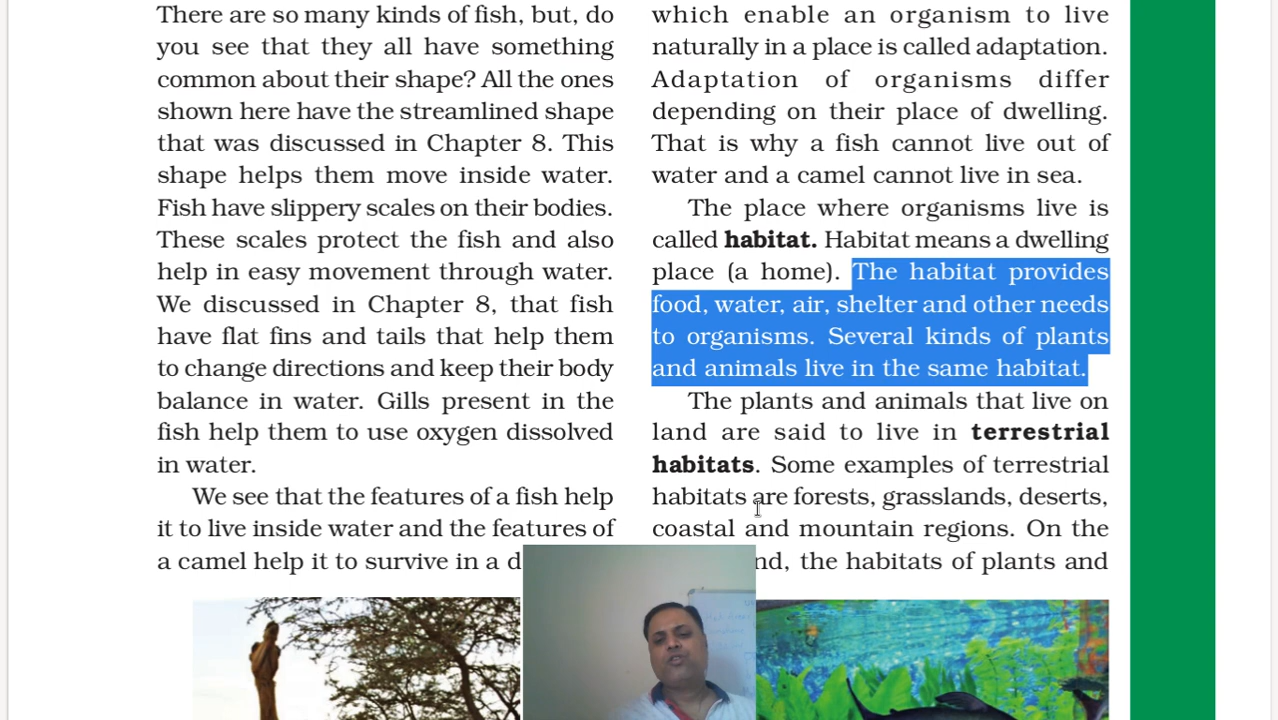 There are so many kinds of fish, but, do
you see that they all have something
common about their shape? All the ones
shown here have the streamlined shape
that was discussed in Chapter 8. This
shape helps them move inside water.
Fish have slippery scales on their bodies.
These scales protect the fish and also
help in easy movement through water.
We discussed in Chapter 8, that fish
have flat fins and tails that help them
to change directions and keep their body
balance in water. Gills present in the
fish help them to use oxygen dissolved
in water.
We see that the features of a fish help
it to live inside water and the features of
a camel help it to survive in a d
which enable an organism to live
naturally in a place is called adaptation.
Adaptation of organisms differ
depending on their place of dwelling.
That is why a fish cannot live out of
water and a camel cannot live in sea.
The place where organisms live is
called habitat. Habitat means a dwelling
place (a home). The habitat provides
food, water, air, shelter and other needs
to organisms. Several kinds of plants
and animals live in the same habitat.
The plants and animals that live on
land are said to live in terrestrial
habitats. Some examples of terrestrial
habitats are forests, grasslands, deserts,
coastal and mountain regions. On the
nd, the habitats of plants and